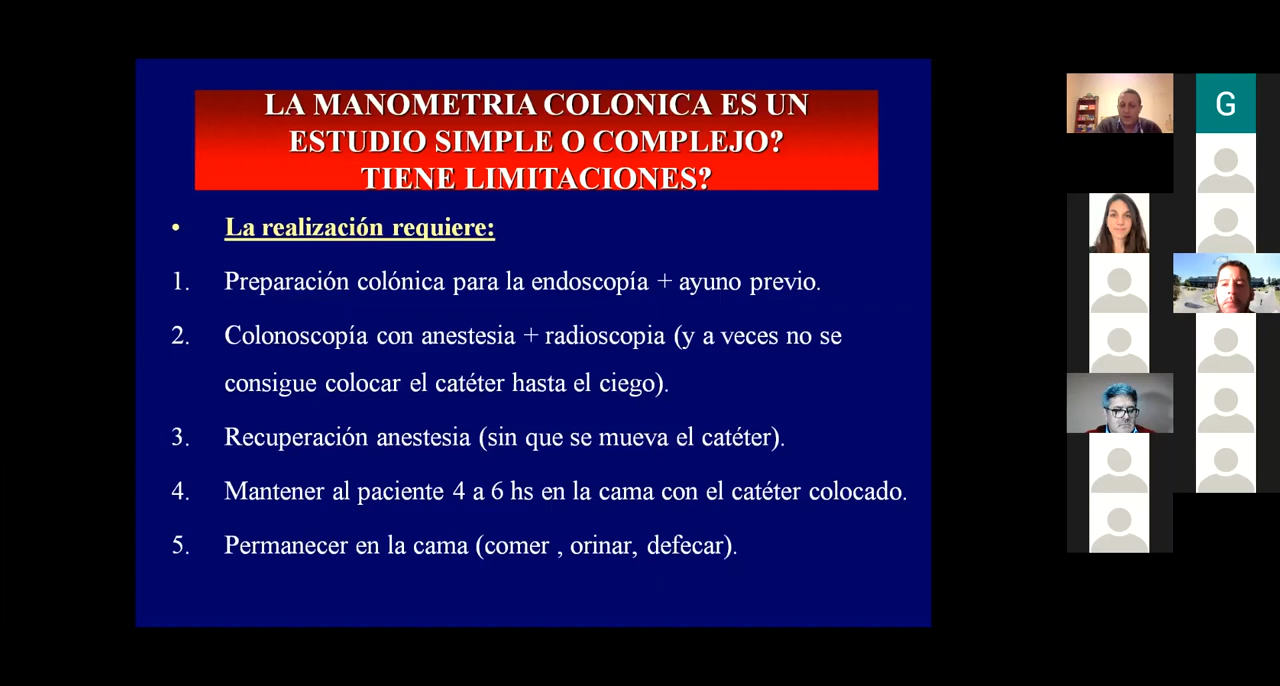 LA MANOMETRIA COLONICA ES UN
ESTUDIO SIMPLE O COMPLEJO?
TIENE LIMITACIONES?
• La realización requiere:
1. Preparación colónica para la endoscopía + ayuno previo.
2. Colonoscopía con anestesia + radioscopia (y a veces no se
consigue colocar el catéter hasta el ciego).
3. Recuperación anestesia (sin que se mueva el catéter).
4. Mantener al paciente 4 a 6 hs en la cama con el catéter colocado.
5. Permanecer en la cama (comer , orinar, defecar).
G